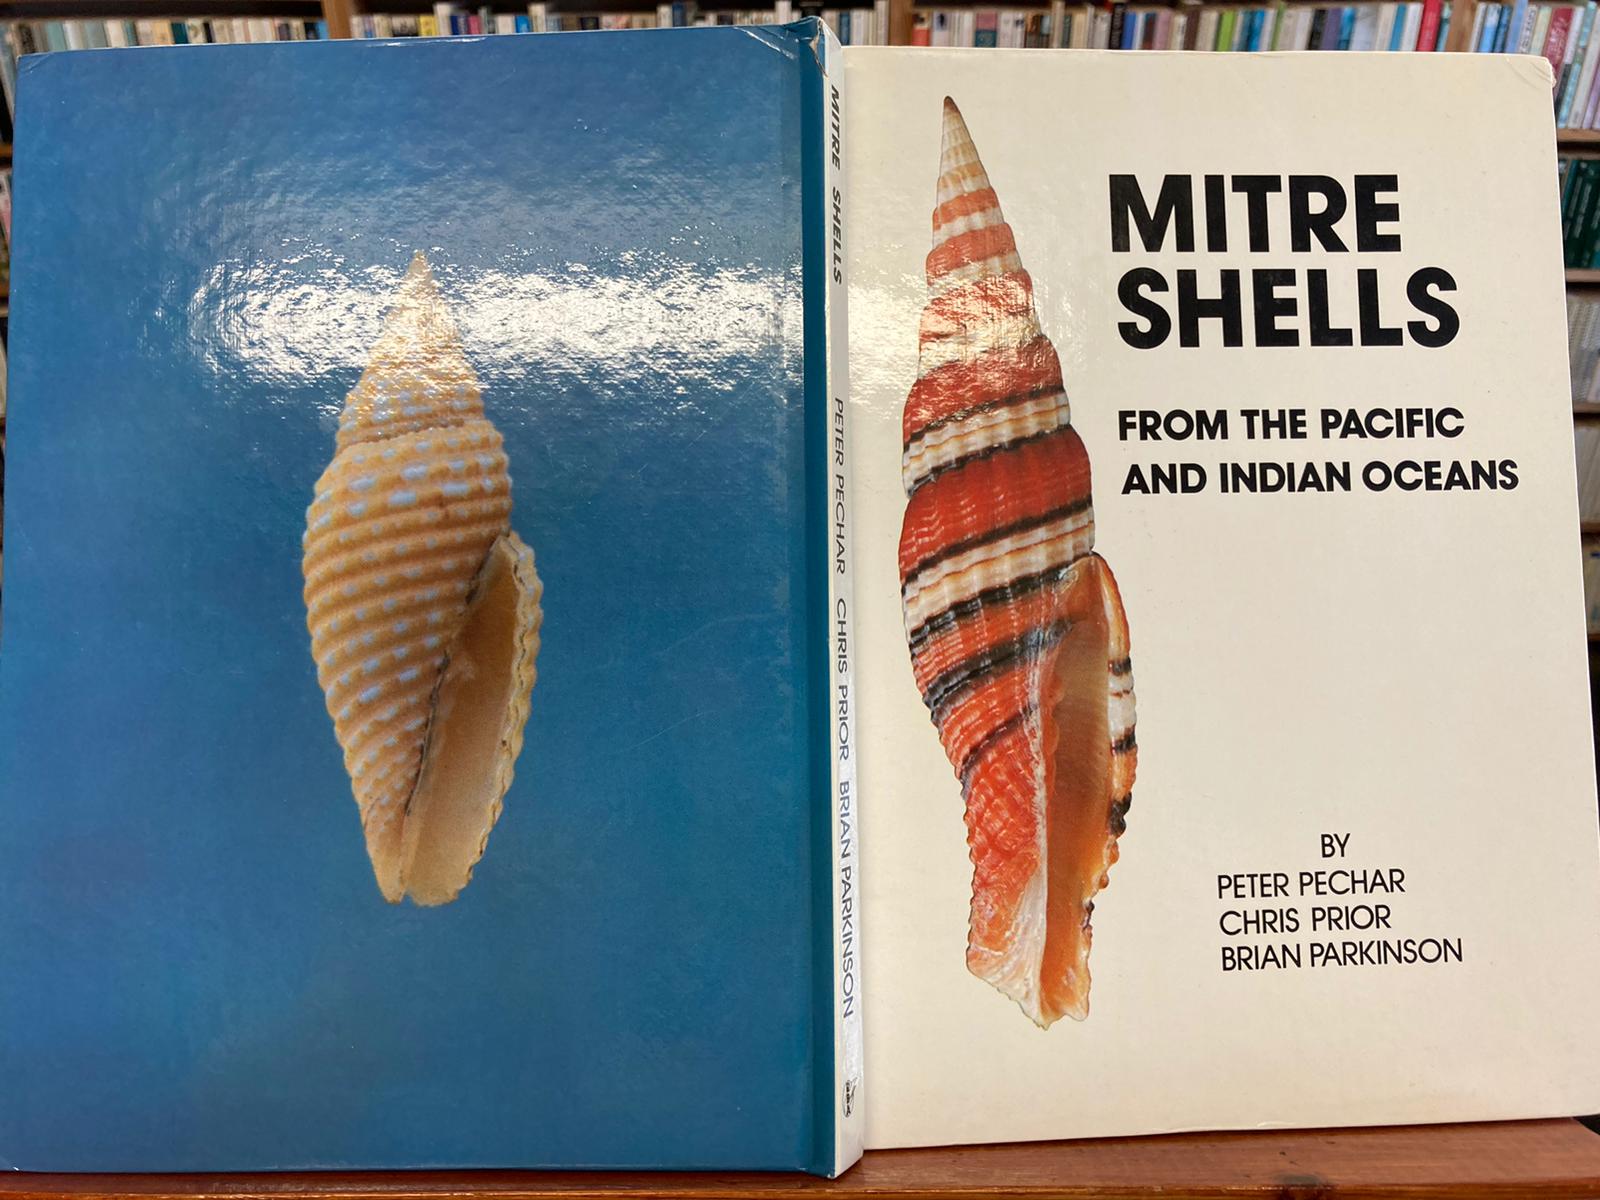 MITRE SHELLS PETER PECHAR CHRIS PRIOR BRIAN PARKINSON
MITRE
SHELLS
FROM THE PACIFIC
AND INDIAN OCEANS
BY
PETER PECHAR
CHRIS PRIOR
BRIAN PARKINSON